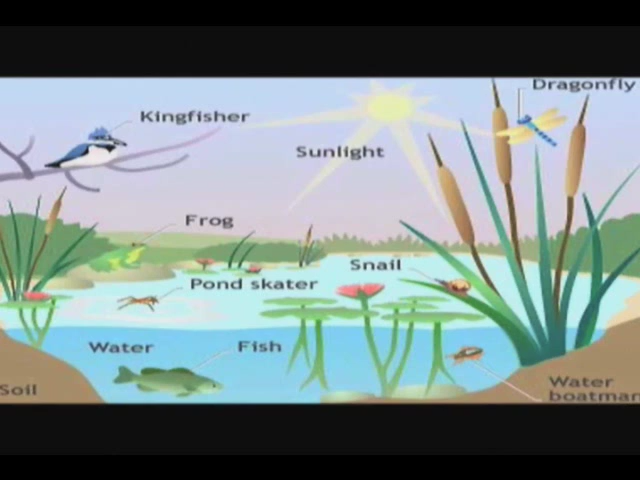 Dragonfly
Kingfisher
Sunlight
Frog
Snail
Pond skater
Water
Fish
Soil
Water
boatman